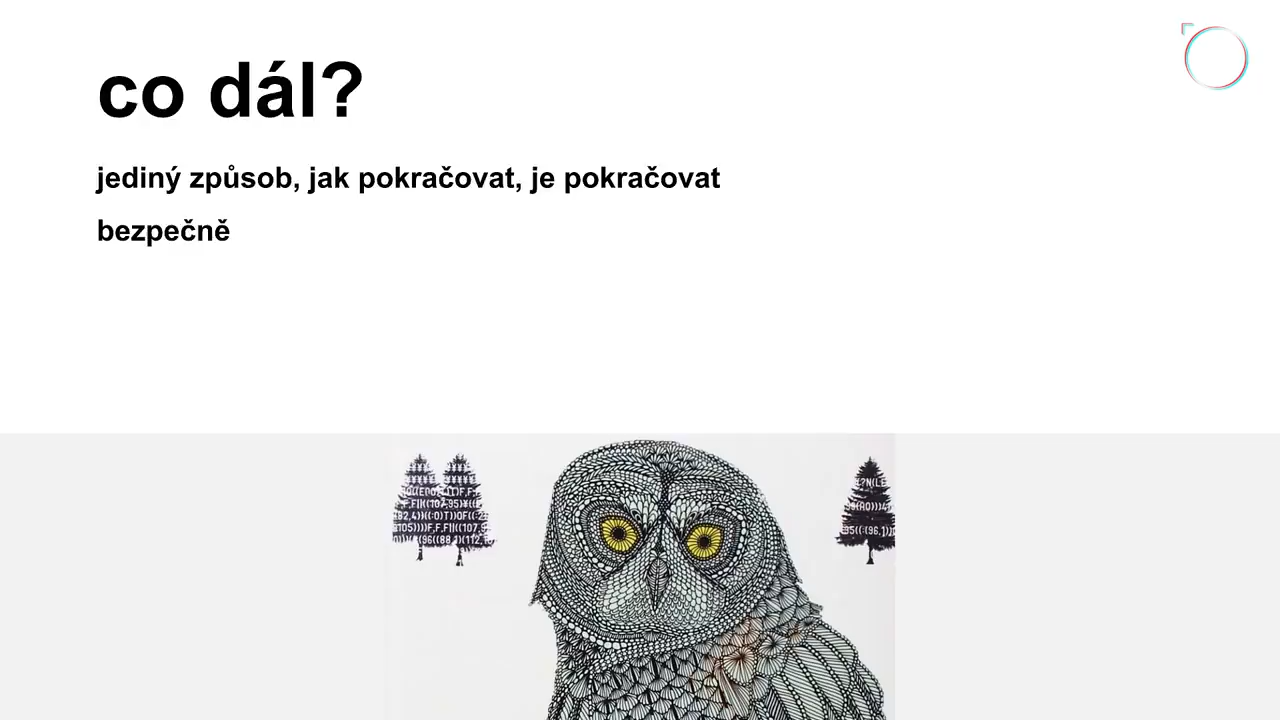 co dál?
jediný způsob, jak pokračovat, je pokračovat
bezpečně